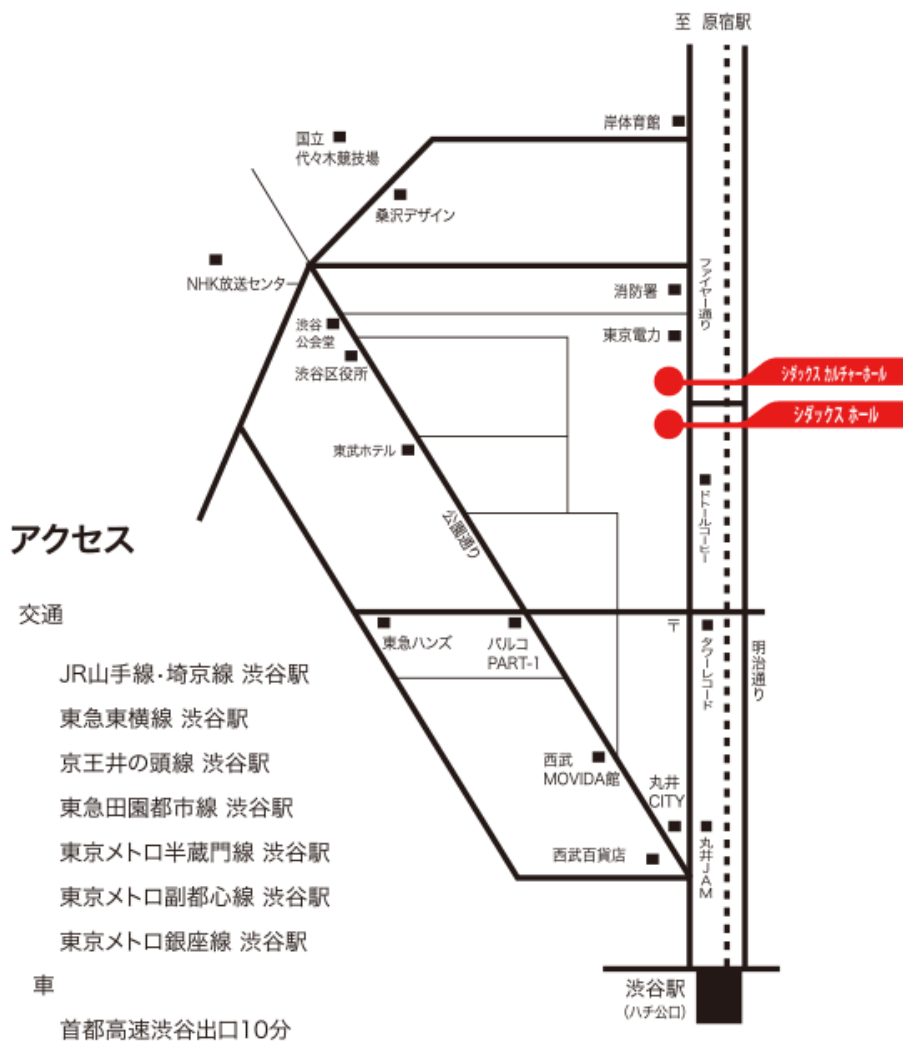 至 原宿駅
岸体育館
国立
代々木競技場
桑沢デザイン
NHK放送センター
ファイヤー通り
消防署
渋谷
公会堂
東京電力
渋谷区役所
シダックス カルチャーホール
シダックス ホール
東武ホテル
ドトールコーヒー
公園通り
アクセス
交通
〒
東急ハンズ
パルコ
PART-1
タワーレコード
明治通り
JR山手線・埼京線 渋谷駅
東急東横線 渋谷駅
京王井の頭線 渋谷駅
東急田園都市線 渋谷駅
東京メトロ半蔵門線 渋谷駅
東京メトロ副都心線 渋谷駅
東京メトロ銀座線 渋谷駅
西武
MOVIDA館
丸井
CITY
西武百貨店
丸井JAM
車
首都高速渋谷出口10分
渋谷駅
(ハチ公口)